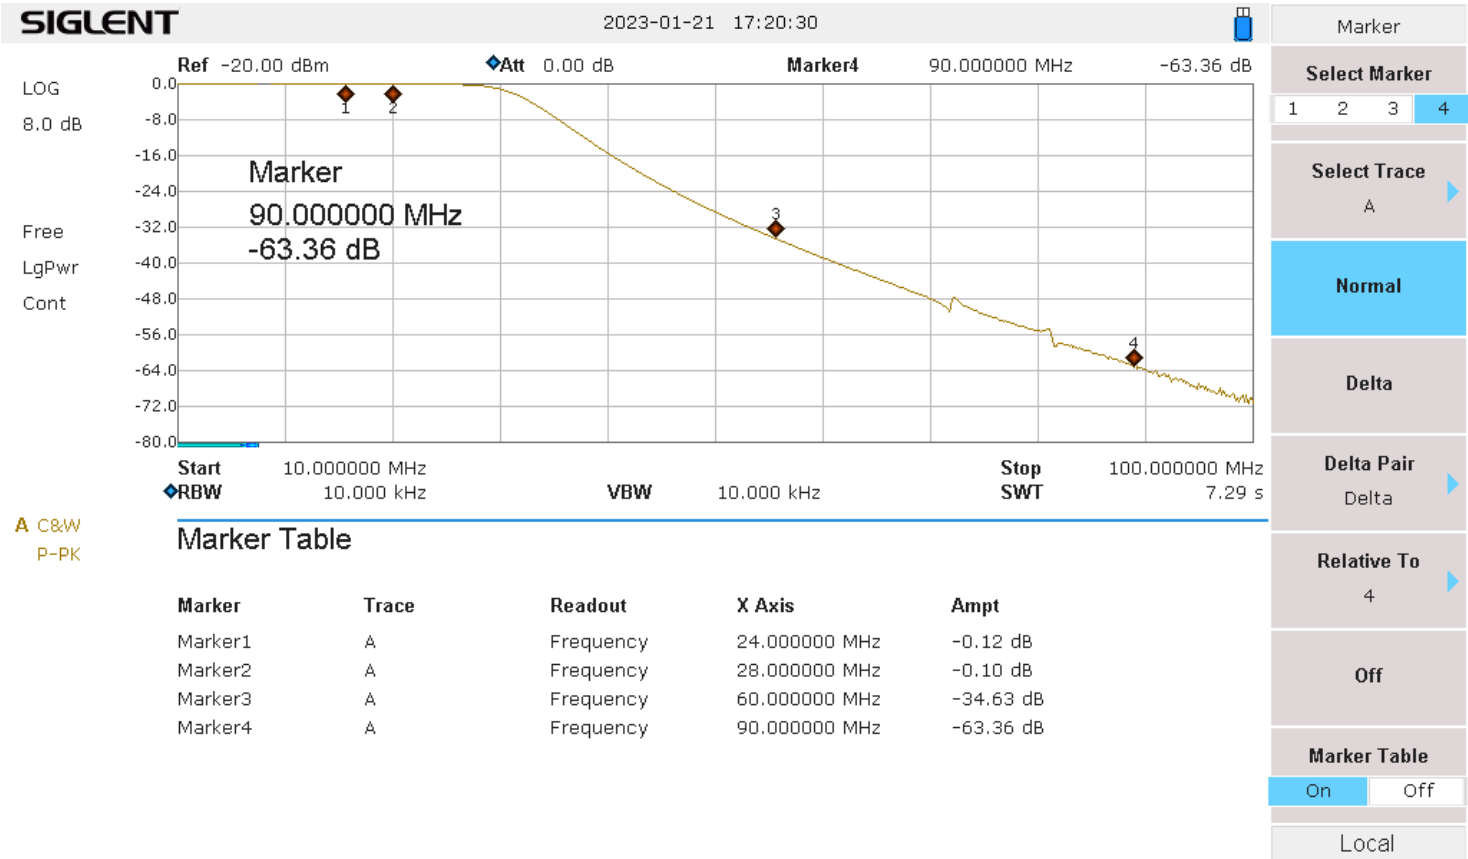 SIGLENT 2023-01-21 17:20:30
Ref -20.00 dBm Att 0.00 dB Marker4 90.000000 MHz -63.36 dB
LOG
8.0 dB
Free
LgPwr
Cont
0.0
-8.0
-16.0
-24.0
-32.0
-40.0
-48.0
-56.0
-64.0
-72.0
-80.0
1 2
3
4
Marker
90.000000 MHz
-63.36 dB
Start 10.000000 MHz Stop 100.000000 MHz
RBW 10.000 kHz VBW 10.000 kHz SWT 7.29 s
A C&W
P-PK
Marker Table
Marker Trace Readout X Axis Ampt
Marker1 A Frequency 24.000000 MHz -0.12 dB
Marker2 A Frequency 28.000000 MHz -0.10 dB
Marker3 A Frequency 60.000000 MHz -34.63 dB
Marker4 A Frequency 90.000000 MHz -63.36 dB
Marker
Select Marker
1 2 3 4
Select Trace
A
Normal
Delta
Delta Pair
Delta
Relative To
4
Off
Marker Table
On Off
Local